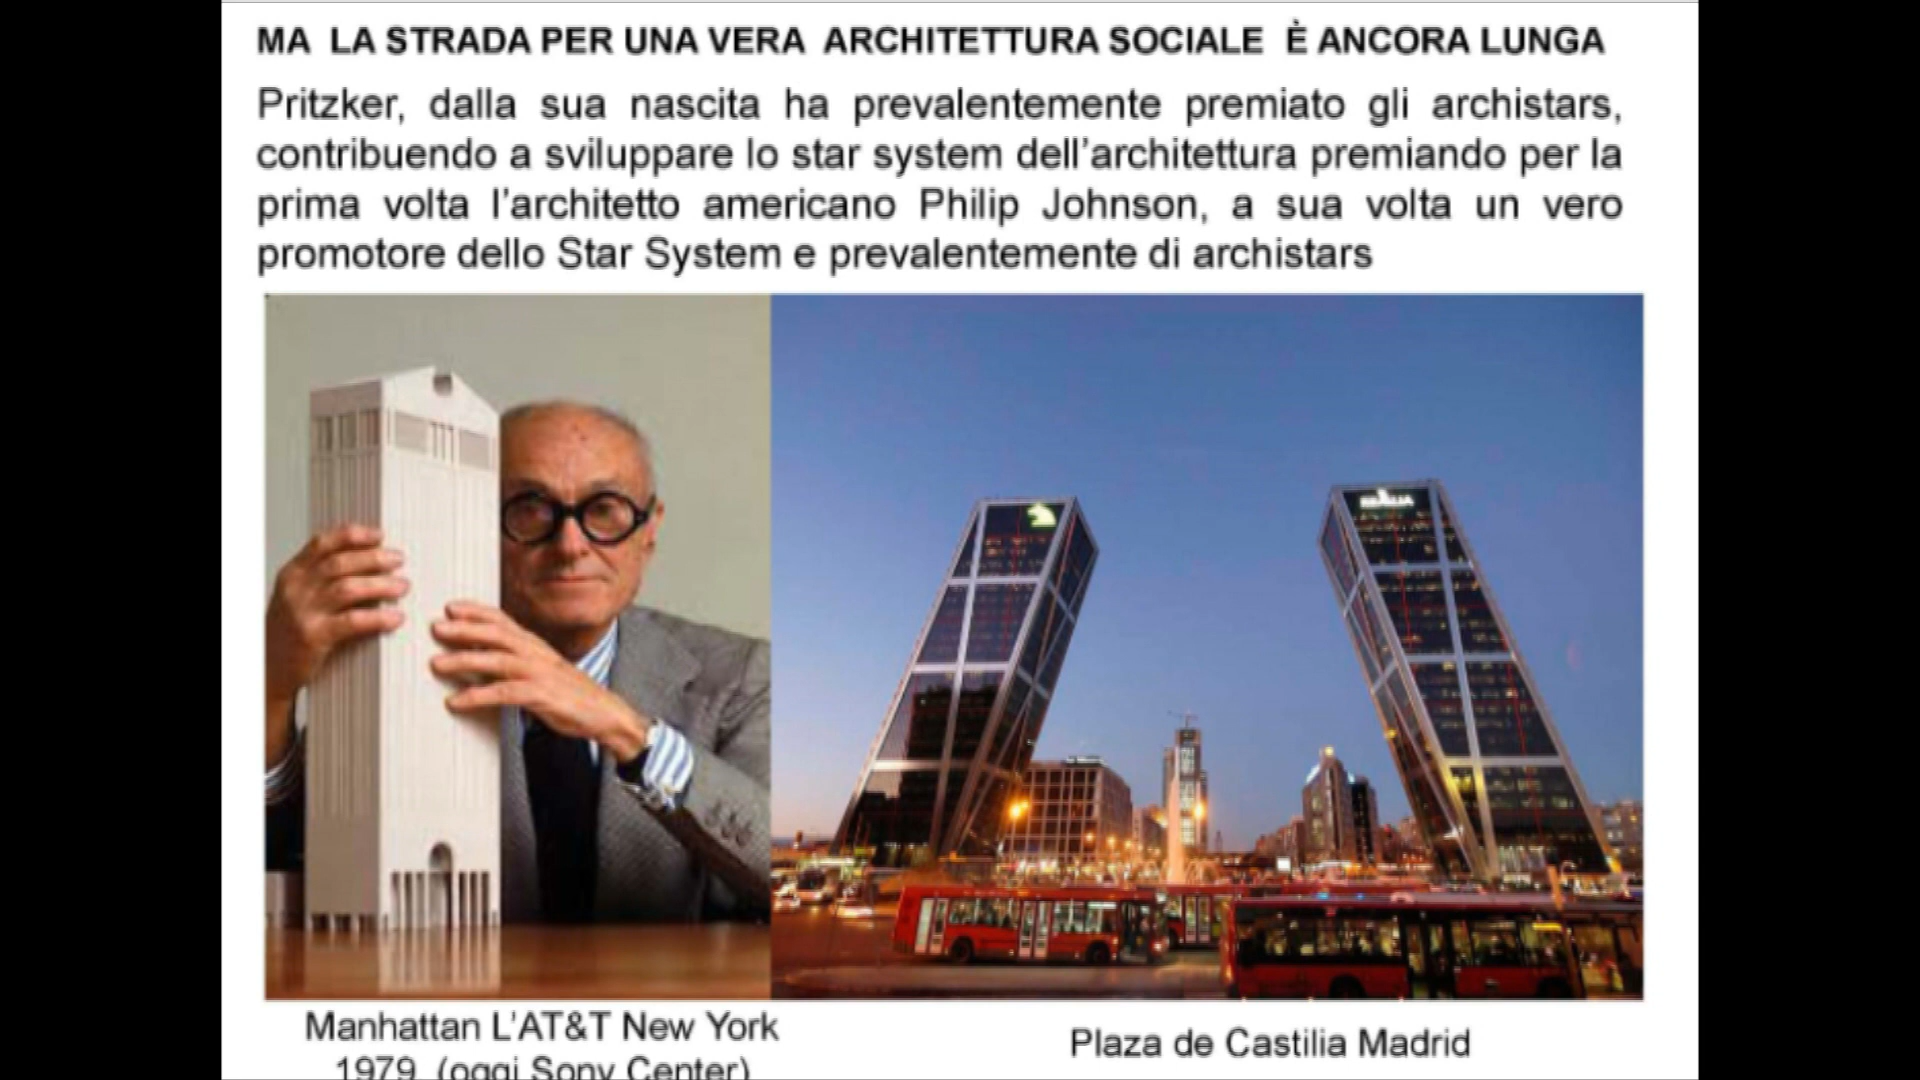 MA LA STRADA PER UNA VERA ARCHITETTURA SOCIALE È ANCORA LUNGA
Pritzker, dalla sua nascita ha prevalentemente premiato gli archistars,
contribuendo a sviluppare lo star system dell’architettura premiando per la
prima volta l’architetto americano Philip Johnson, a sua volta un vero
promotore dello Star System e prevalentemente di archistars
Manhattan L’AT&T New York
1979 (oggi Sony Center)
Plaza de Castilia Madrid